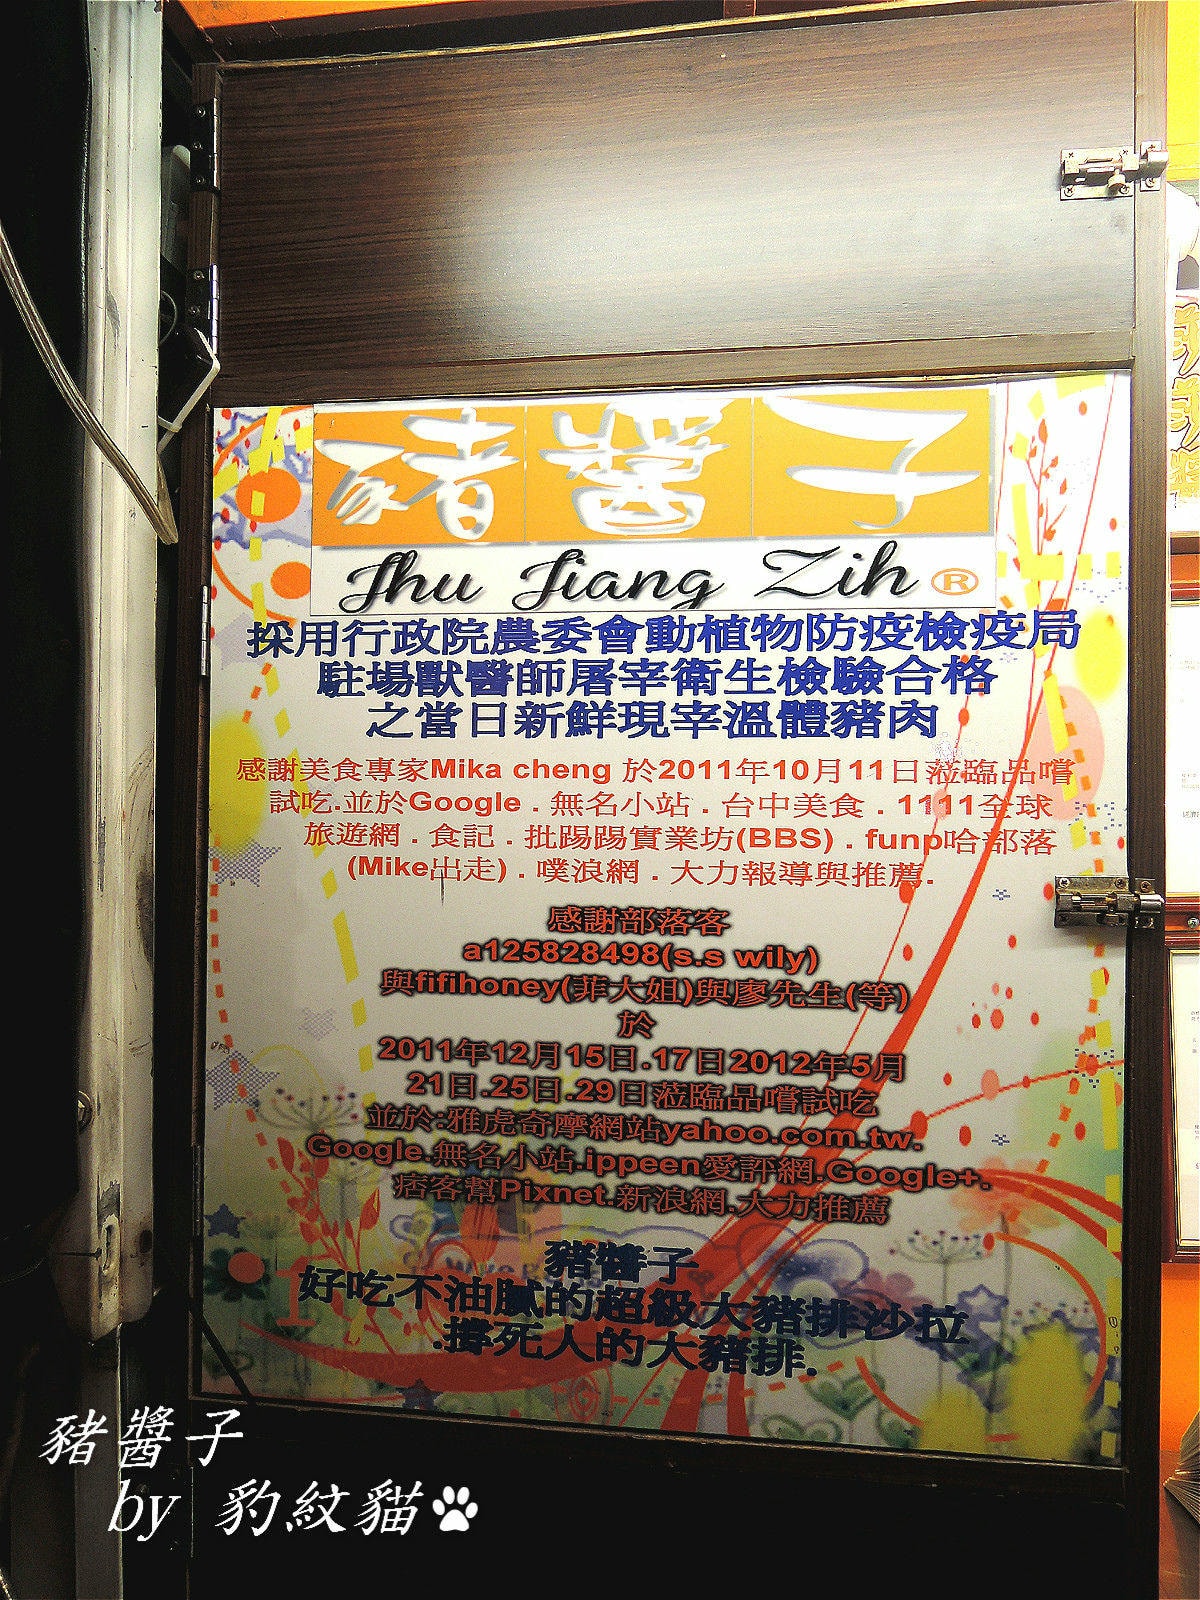 豬醬子
Jhu Jiang Zih ®
採用行政院農委會動植物防疫檢疫局
駐場獸醫師屠宰衛生檢驗合格
之當日新鮮現宰溫體豬肉
感謝美食專家Mika cheng 於2011年10月11日蒞臨品嚐
試吃.並於Google . 無名小站 . 台中美食 . 1111全球
旅遊網 . 食記 . 批踢踢實業坊(BBS) . funp哈部落
(Mike出走) . 噗浪網 . 大力報導與推薦.
感謝部落客
a125828498(s.s wily)
與fifihoney(菲大姐)與廖先生(等)
於
2011年12月15日.17日2012年5月
21日.25日.29日蒞臨品嚐試吃
並於:雅虎奇摩網站yahoo.com.tw.
Google.無名小站.ippeen愛評網.Google+.
痞客幫Pixnet.新浪網.大力推薦
豬醬子
好吃不油膩的超級大豬排沙拉
.撐死人的大豬排.
豬醬子
by 豹紋貓